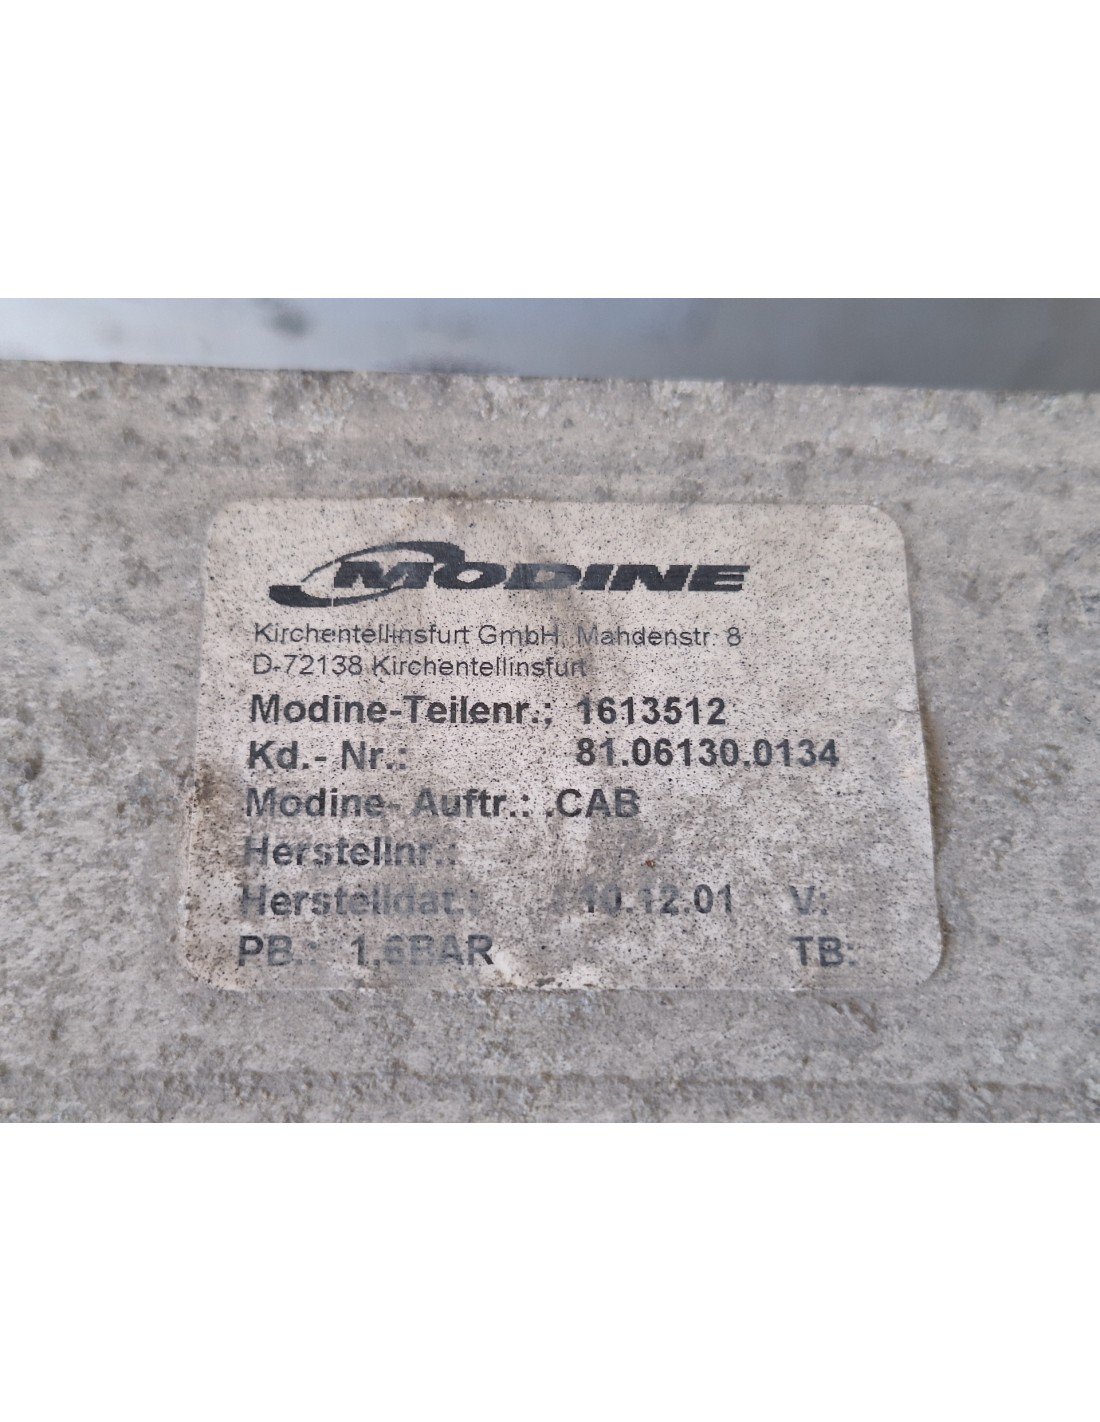 MODINE
Kirchentellinsfurt GmbH, Mahdenstr. 8
D-72138 Kirchentellinsfurt
Modine-Teilenr.: 1613512
Kd.- Nr.: 81.06130.0134
Modine- Auftr.: .CAB
Herstellnr.:
Herstelldat.: 10.12.01 V:
PB.: 1,6BAR TB: